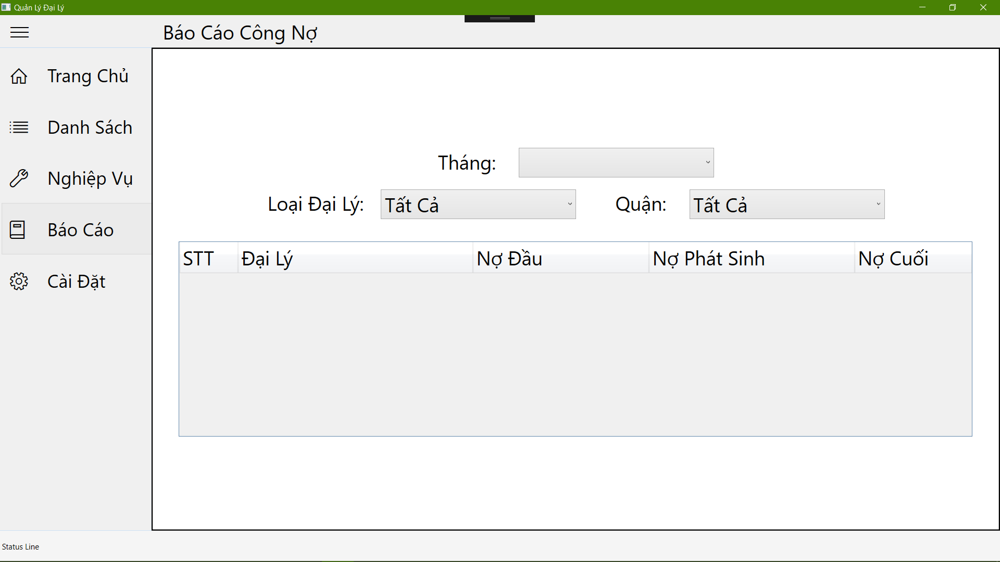 Quản Lý Đại Lý
Báo Cáo Công Nợ
Trang Chủ
Danh Sách
Nghiệp Vụ
Báo Cáo
Cài Đặt
Tháng:
Loại Đại Lý: Tất Cả Quận: Tất Cả
STT Đại Lý Nợ Đầu Nợ Phát Sinh Nợ Cuối
Status Line